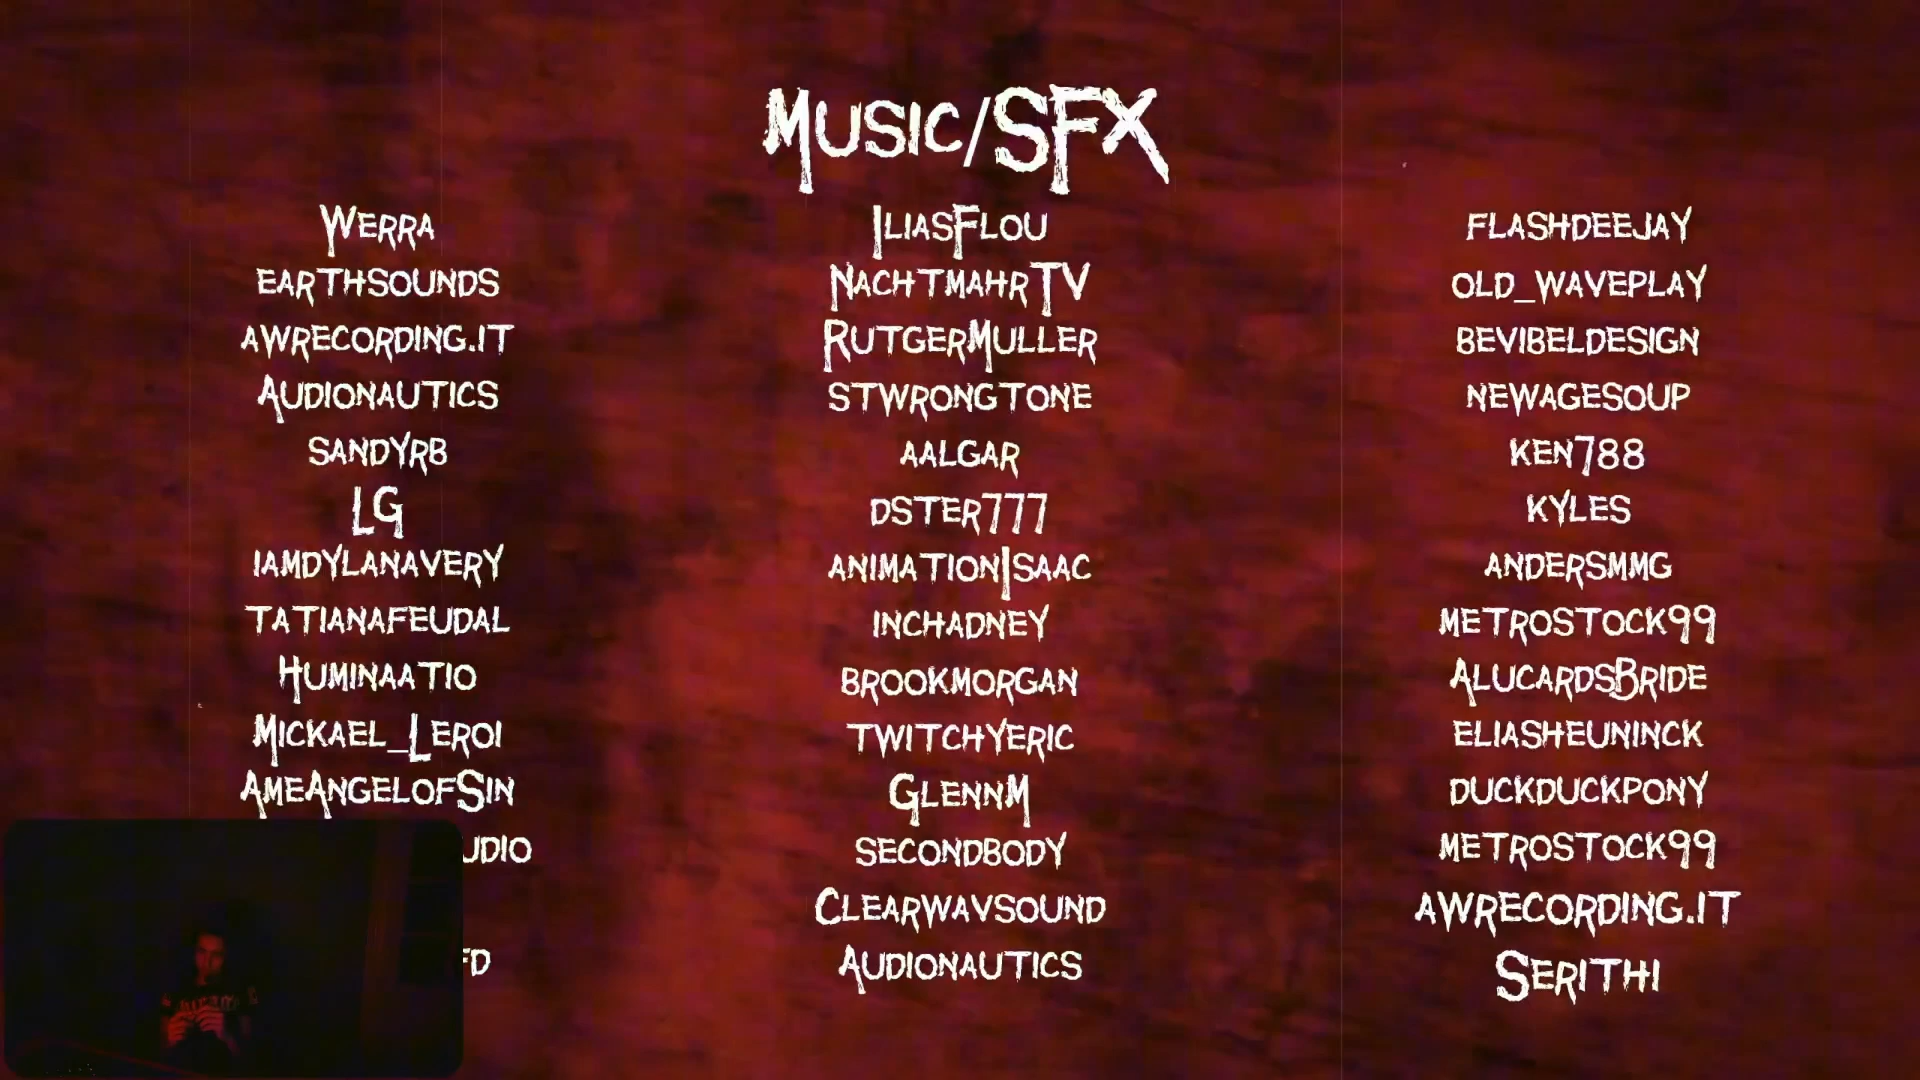 Music/SFX
Werra
earthsounds
awrecording.it
Audionautics
sandyrb
LG
iamdylanavery
tatianafeudal
Huminaatio
Mickael_Leroi
AmeAngelofSin
IliasFlou
NachtmahrTV
RutgerMuller
stwrongtone
aalgar
dster777
animationIsaac
inchadney
brookmorgan
twitchYeric
GlennM
secondbody
Clearwavsound
Audionautics
flashdeejay
old_waveplay
bevibeldesign
newagesoup
ken788
kyles
andersmmg
metrostock99
AlucardsBride
eliasheuninck
duckduckpony
metrostock99
awrecording.it
Serithi